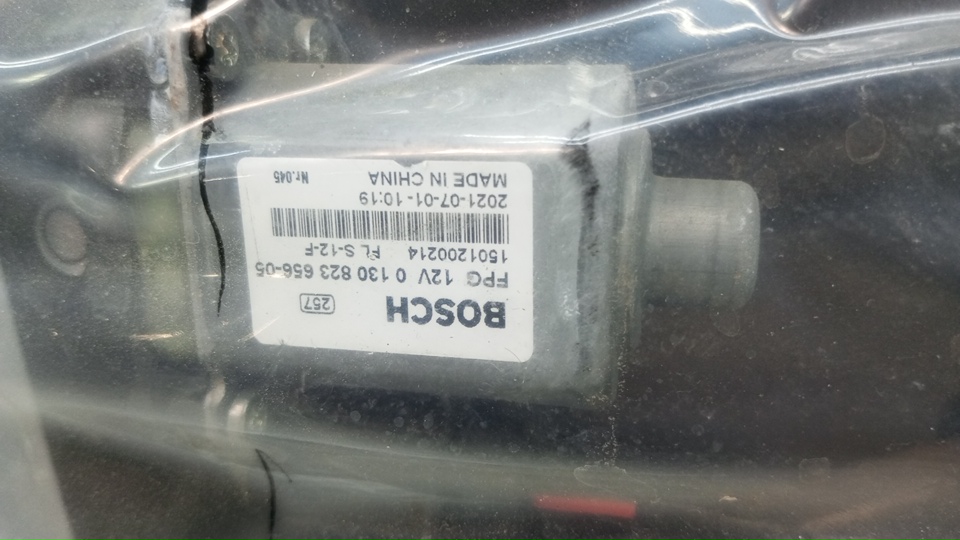 BOSCH 257
FPG 12V 0 130 823 656-05
1501200214 FL S-12-F
2021-07-01-10:19
MADE IN CHINA Nr.045